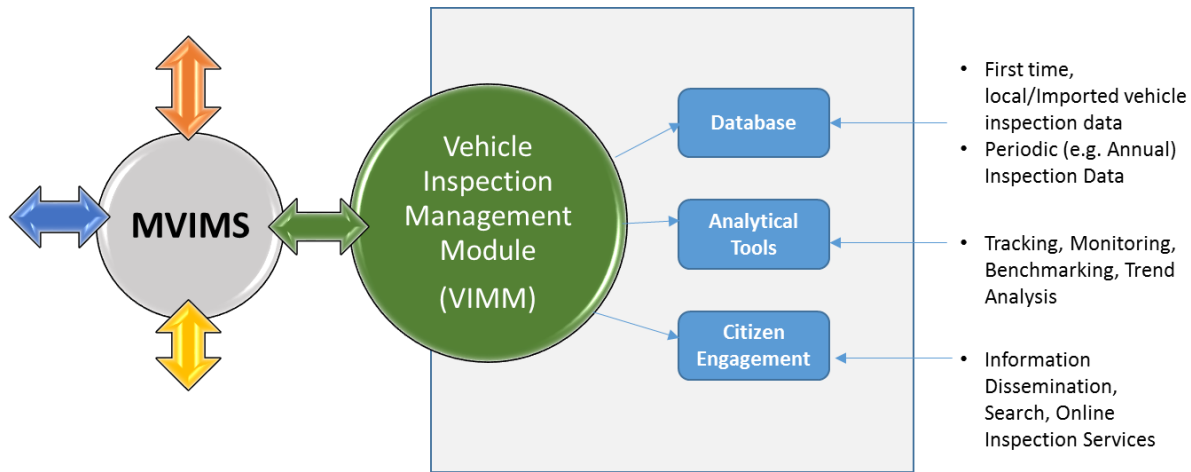 MVIMS
Vehicle
Inspection
Management
Module
(VIMM)
Database
Analytical
Tools
Citizen
Engagement
• First time,
local/Imported vehicle
inspection data
• Periodic (e.g. Annual)
Inspection Data
• Tracking, Monitoring,
Benchmarking, Trend
Analysis
• Information
Dissemination,
Search, Online
Inspection Services